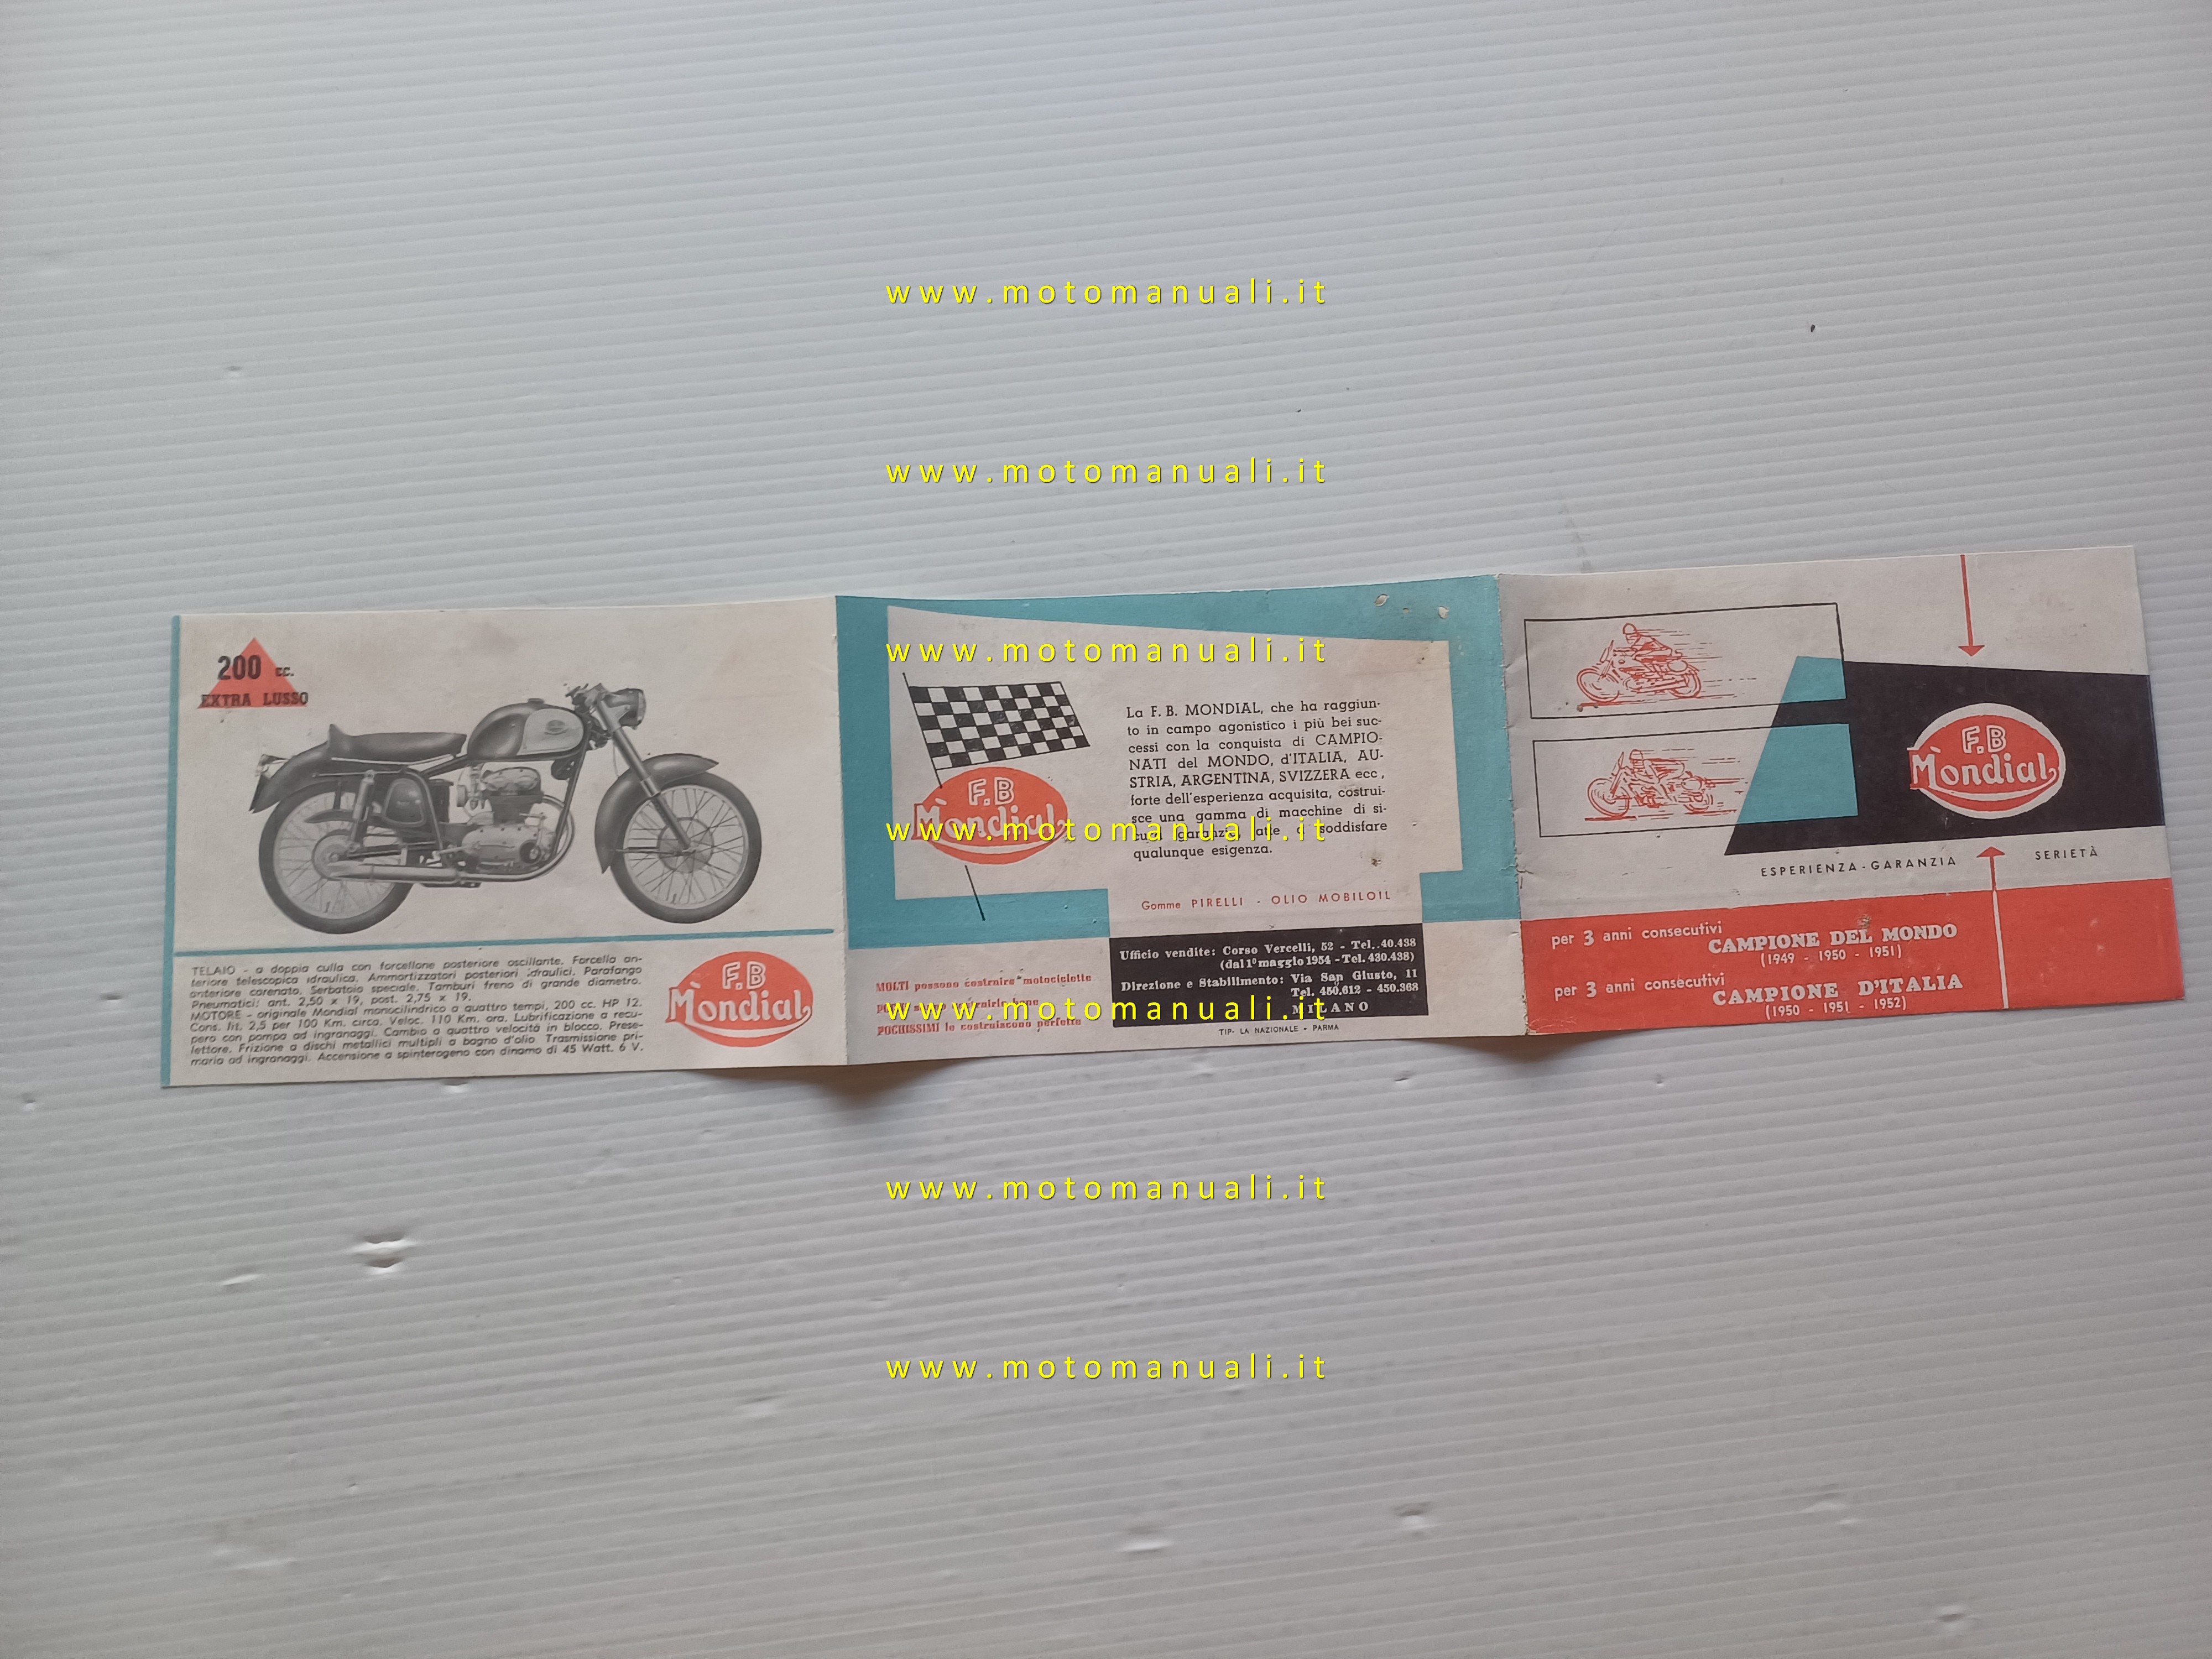 www.motomanuali.it
www.motomanuali.it
www.motomanuali.it
www.motomanuali.it
www.motomanuali.it
www.motomanuali.it
www.motomanuali.it
200 cc.
EXTRA LUSSO
TELAIO - a doppia culla con forcellone posteriore oscillante. Forcella an-
teriore telescopica idraulica. Ammortizzatori posteriori idraulici. Parafango
anteriore carenato. Serbatoio speciale. Tamburi freno di grande diametro.
Pneumatici: ant. 2,50 x 19, post. 2,75 x 19.
MOTORE - originale Mondial monocilindrico a quattro tempi, 200 cc. HP 12.
Cons. lit. 2,5 per 100 Km. circa. Veloc. 110 Km. ora. Lubrificazione a recu-
pero con pompa ad ingranaggi. Cambio a quattro velocità in blocco. Prese-
lettore. Frizione a dischi metallici multipli a bagno d'olio. Trasmissione pri-
maria ad ingranaggi. Accensione a spinterogeno con dinamo di 45 Watt. 6 V.
F.B
Mondial
F.B
Mondial
La F. B. MONDIAL, che ha raggiun-
to in campo agonistico i più bei suc-
cessi con la conquista di CAMPIO-
NATI del MONDO, d'ITALIA, AU-
STRIA, ARGENTINA, SVIZZERA ecc,
forte dell'esperienza acquisita, costrui-
sce una gamma di macchine di si-
cura garanzia, atte a soddisfare
qualunque esigenza.
Gomme PIRELLI - OLIO MOBILOIL
MOLTI possono costruire motociclette
costruirle bene
POCHISSIMI le costruiscono perfette
Ufficio vendite: Corso Vercelli, 52 - Tel. 40.438
(dal 1° maggio 1954 - Tel. 430.438)
Direzione e Stabilimento: Via San Giusto, 11
Tel. 450.612 - 450.368
MILANO
TIP. LA NAZIONALE - PARMA
F.B
Mondial
ESPERIENZA - GARANZIA SERIETÀ
per 3 anni consecutivi
CAMPIONE DEL MONDO
(1949 - 1950 - 1951)
per 3 anni consecutivi
CAMPIONE D'ITALIA
(1950 - 1951 - 1952)